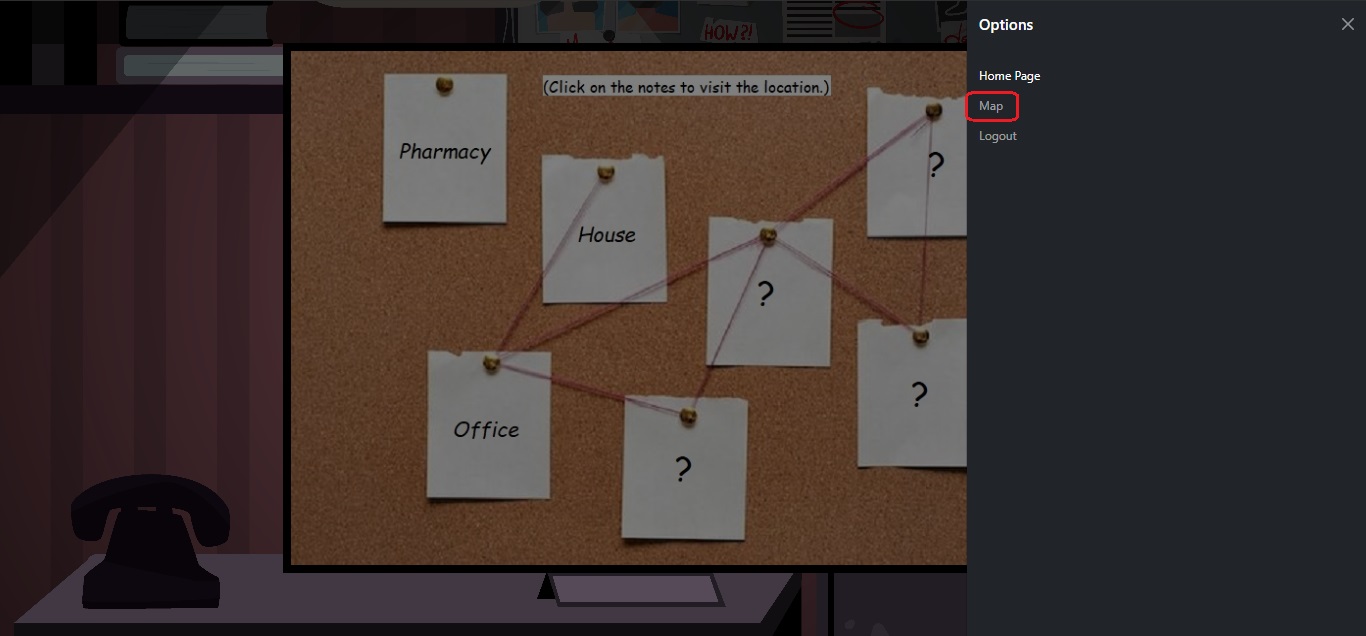 HOW?!
Options
(Click on the notes to visit the location.)
Home Page
Map
Logout
Pharmacy
?
House
?
?
Office
?